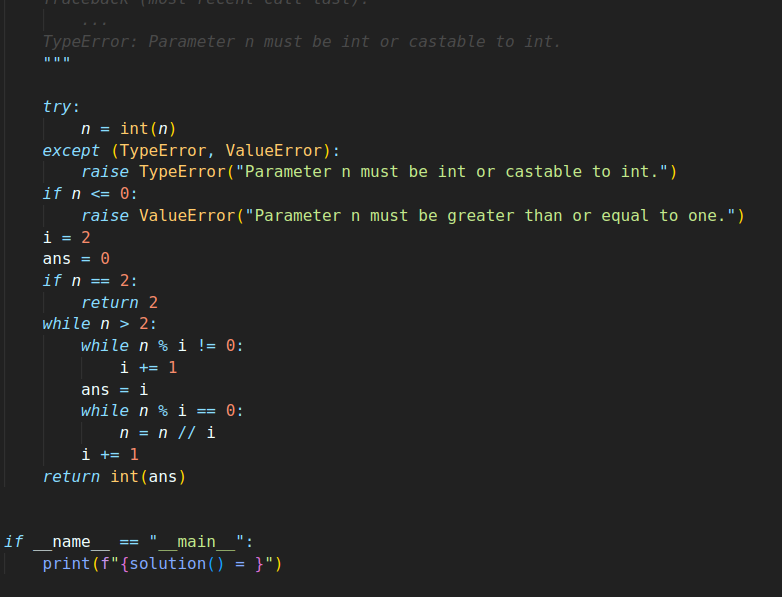 Traceback (most recent call last):
...
TypeError: Parameter n must be int or castable to int.
"""
try:
n = int(n)
except (TypeError, ValueError):
raise TypeError("Parameter n must be int or castable to int.")
if n <= 0:
raise ValueError("Parameter n must be greater than or equal to one.")
i = 2
ans = 0
if n == 2:
return 2
while n > 2:
while n % i != 0:
i += 1
ans = i
while n % i == 0:
n = n // i
i += 1
return int(ans)
if __name__ == "__main__":
print(f"{solution() = }")